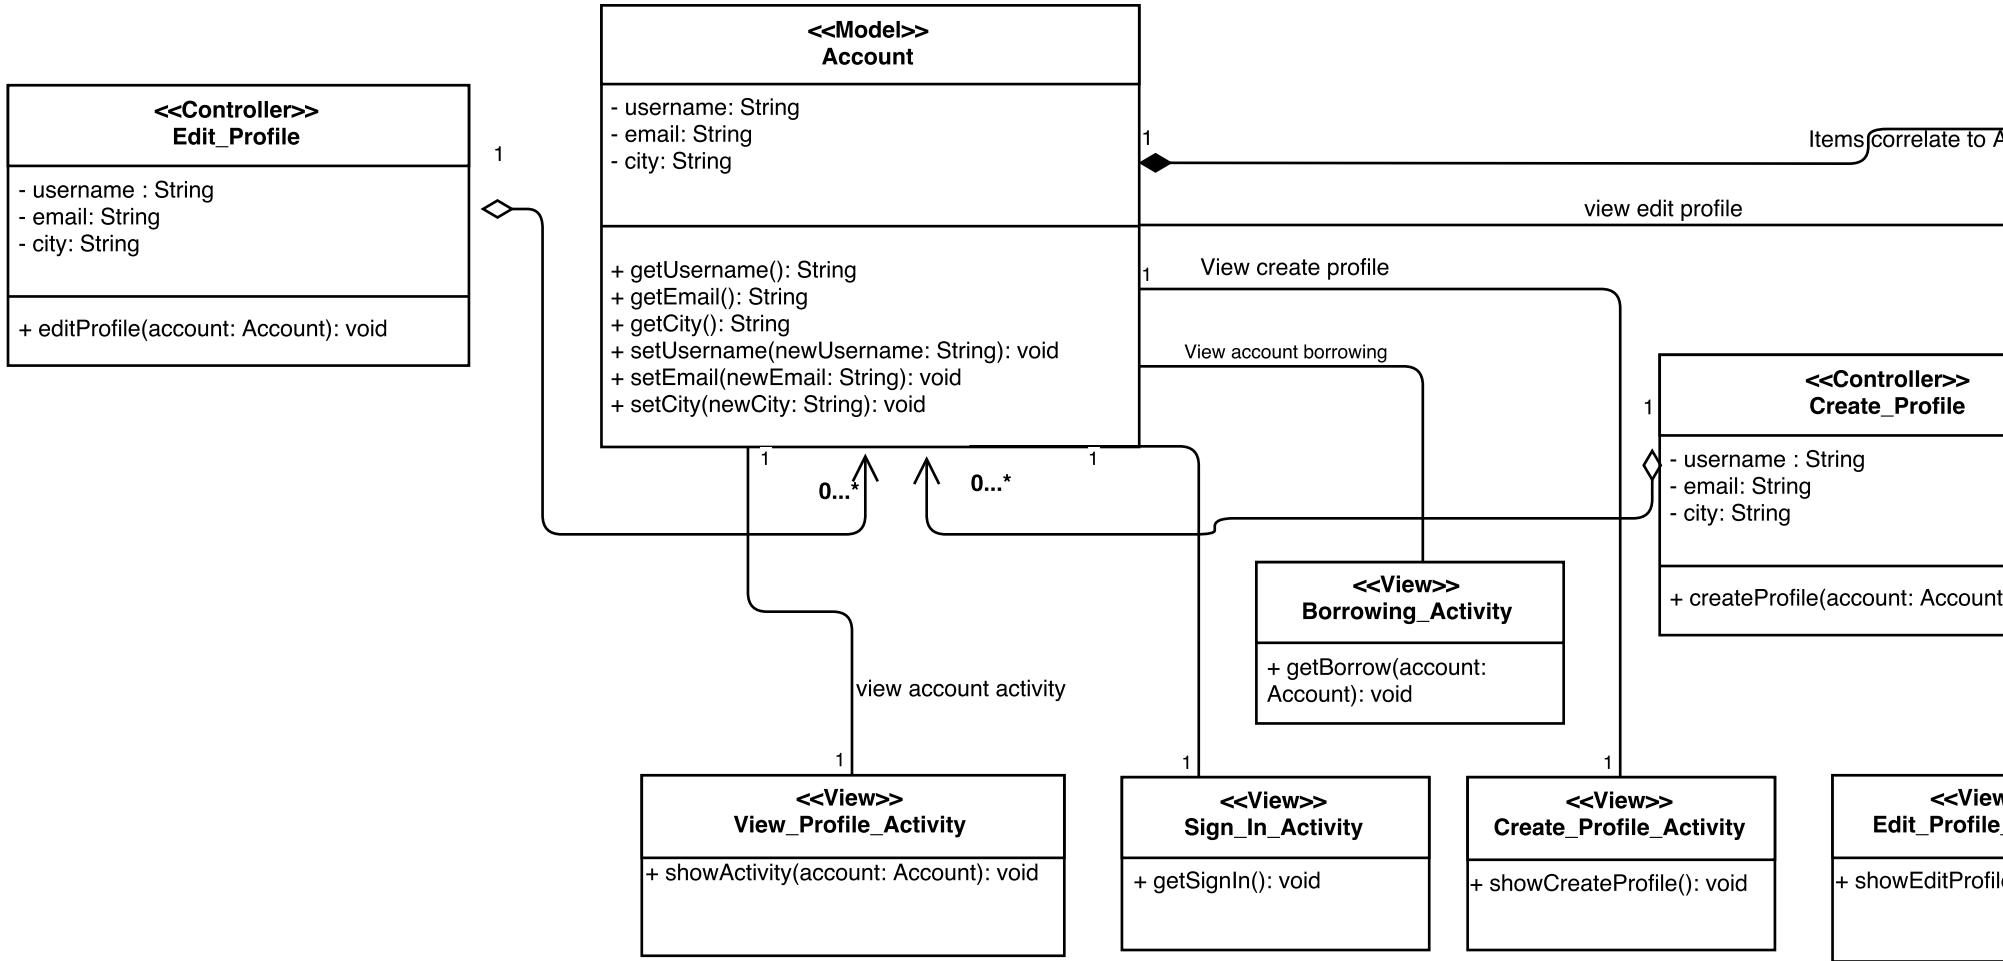 <<Model>>
Account
- username: String
- email: String
- city: String
+ getUsername(): String
+ getEmail(): String
+ getCity(): String
+ setUsername(newUsername: String): void
+ setEmail(newEmail: String): void
+ setCity(newCity: String): void
<<Controller>>
Edit_Profile
- username : String
- email: String
- city: String
+ editProfile(account: Account): void
1
1
Items correlate to A
view edit profile
1
View create profile
View account borrowing
1
<<Controller>>
Create_Profile
- username : String
- email: String
- city: String
+ createProfile(account: Account
1
0...*
0...*
1
<<View>>
Borrowing_Activity
+ getBorrow(account:
Account): void
view account activity
1
1
1
<<View>>
View_Profile_Activity
+ showActivity(account: Account): void
<<View>>
Sign_In_Activity
+ getSignIn(): void
<<View>>
Create_Profile_Activity
+ showCreateProfile(): void
<<View
Edit_Profile_
+ showEditProfile